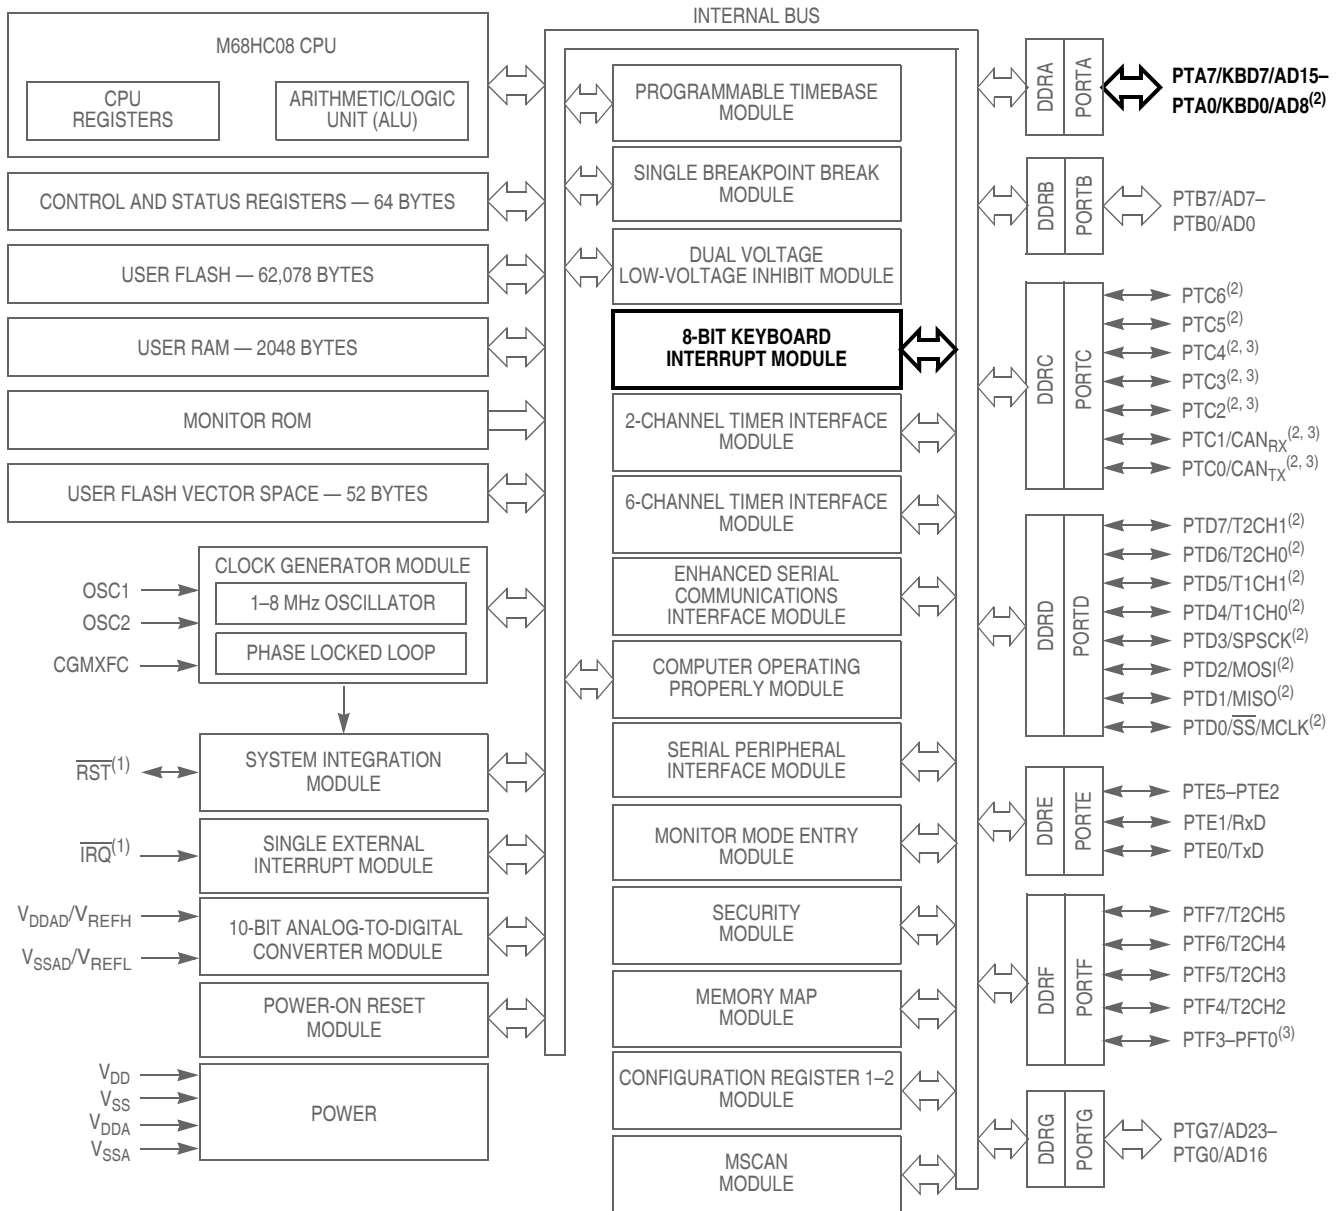 INTERNAL BUS
M68HC08 CPU
CPU
REGISTERS
ARITHMETIC/LOGIC
UNIT (ALU)
CONTROL AND STATUS REGISTERS — 64 BYTES
USER FLASH — 62,078 BYTES
USER RAM — 2048 BYTES
MONITOR ROM
USER FLASH VECTOR SPACE — 52 BYTES
CLOCK GENERATOR MODULE
1–8 MHz OSCILLATOR
PHASE LOCKED LOOP
OSC1
OSC2
CGMXFC
SYSTEM INTEGRATION
MODULE
RST(1)
SINGLE EXTERNAL
INTERRUPT MODULE
IRQ(1)
10-BIT ANALOG-TO-DIGITAL
CONVERTER MODULE
VDDAD/VREFH
VSSAD/VREFL
POWER-ON RESET
MODULE
POWER
VDD
VSS
VDDA
VSSA
PROGRAMMABLE TIMEBASE
MODULE
SINGLE BREAKPOINT BREAK
MODULE
DUAL VOLTAGE
LOW-VOLTAGE INHIBIT MODULE
8-BIT KEYBOARD
INTERRUPT MODULE
2-CHANNEL TIMER INTERFACE
MODULE
6-CHANNEL TIMER INTERFACE
MODULE
ENHANCED SERIAL
COMMUNICATIONS
INTERFACE MODULE
COMPUTER OPERATING
PROPERLY MODULE
SERIAL PERIPHERAL
INTERFACE MODULE
MONITOR MODE ENTRY
MODULE
SECURITY
MODULE
MEMORY MAP
MODULE
CONFIGURATION REGISTER 1–2
MODULE
MSCAN
MODULE
DDRA
PORTA
PTA7/KBD7/AD15–
PTA0/KBD0/AD8(2)
DDRB
PORTB
PTB7/AD7–
PTB0/AD0
DDRC
PORTC
PTC6(2)
PTC5(2)
PTC4(2, 3)
PTC3(2, 3)
PTC2(2, 3)
PTC1/CANRX(2, 3)
PTC0/CANTX(2, 3)
DDRD
PORTD
PTD7/T2CH1(2)
PTD6/T2CH0(2)
PTD5/T1CH1(2)
PTD4/T1CH0(2)
PTD3/SPSCK(2)
PTD2/MOSI(2)
PTD1/MISO(2)
PTD0/SS/MCLK(2)
DDRE
PORTE
PTE5–PTE2
PTE1/RxD
PTE0/TxD
DDRF
PORTF
PTF7/T2CH5
PTF6/T2CH4
PTF5/T2CH3
PTF4/T2CH2
PTF3–PFT0(3)
DDRG
PORTG
PTG7/AD23–
PTG0/AD16